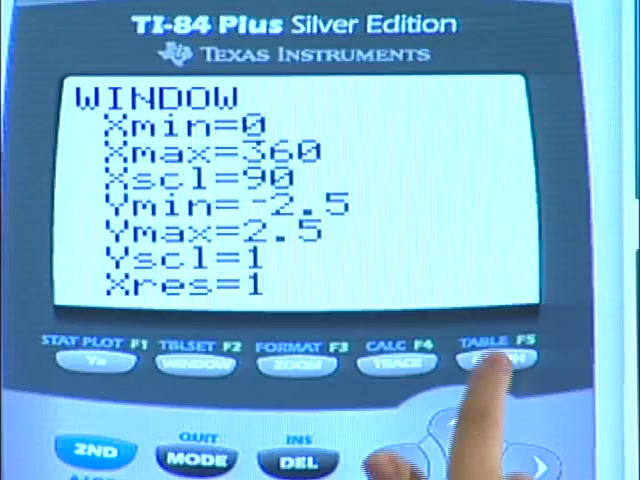 TI-84 Plus Silver Edition
TEXAS INSTRUMENTS
WINDOW
Xmin=0
Xmax=360
Xscl=90
Ymin=-2.5
Ymax=2.5
Yscl=1
Xres=1
STAT PLOT F1 TBLSET F2 FORMAT F3 CALC F4 TABLE F5
Y= WINDOW ZOOM TRACE
QUIT INS
2ND MODE DEL